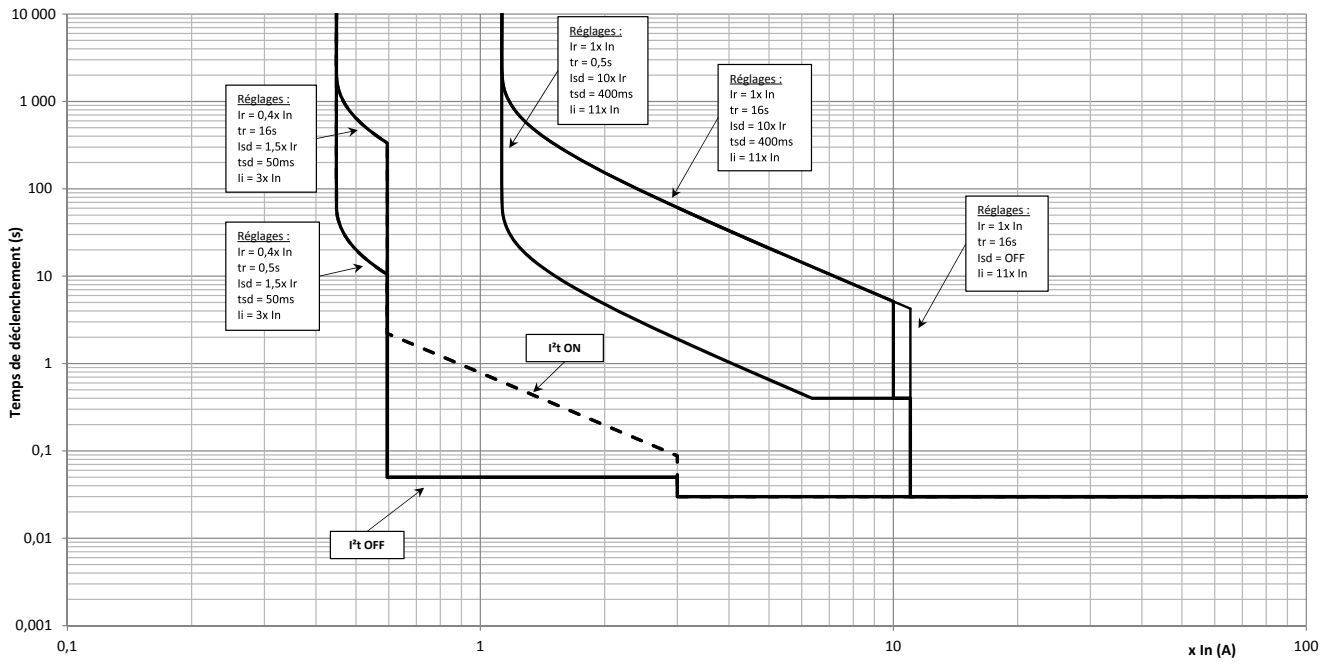 10 000
1 000
100
10
1
0,1
0,01
0,001
Temps de déclenchement (s)
0,1
1
10
100
x In (A)
Réglages :
Ir = 0,4x In
tr = 16s
Isd = 1,5x Ir
tsd = 50ms
Ii = 3x In
Réglages :
Ir = 0,4x In
tr = 0,5s
Isd = 1,5x Ir
tsd = 50ms
Ii = 3x In
Réglages :
Ir = 1x In
tr = 0,5s
Isd = 10x Ir
tsd = 400ms
Ii = 11x In
Réglages :
Ir = 1x In
tr = 16s
Isd = 10x Ir
tsd = 400ms
Ii = 11x In
Réglages :
Ir = 1x In
tr = 16s
Isd = OFF
Ii = 11x In
I²t ON
I²t OFF